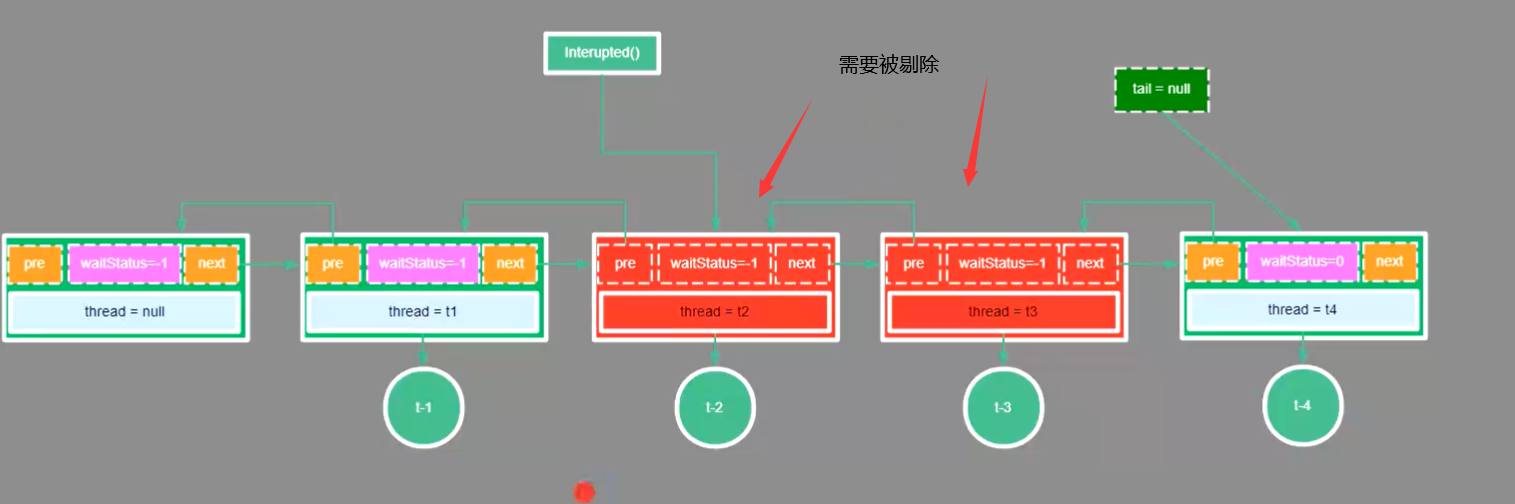 Interupted()
需要被剔除
tail = null
pre waitStatus=-1 next
thread = null
pre waitStatus=-1 next
thread = t1
t-1
pre waitStatus=-1 next
thread = t2
t-2
pre waitStatus=-1 next
thread = t3
t-3
pre waitStatus=0 next
thread = t4
t-4